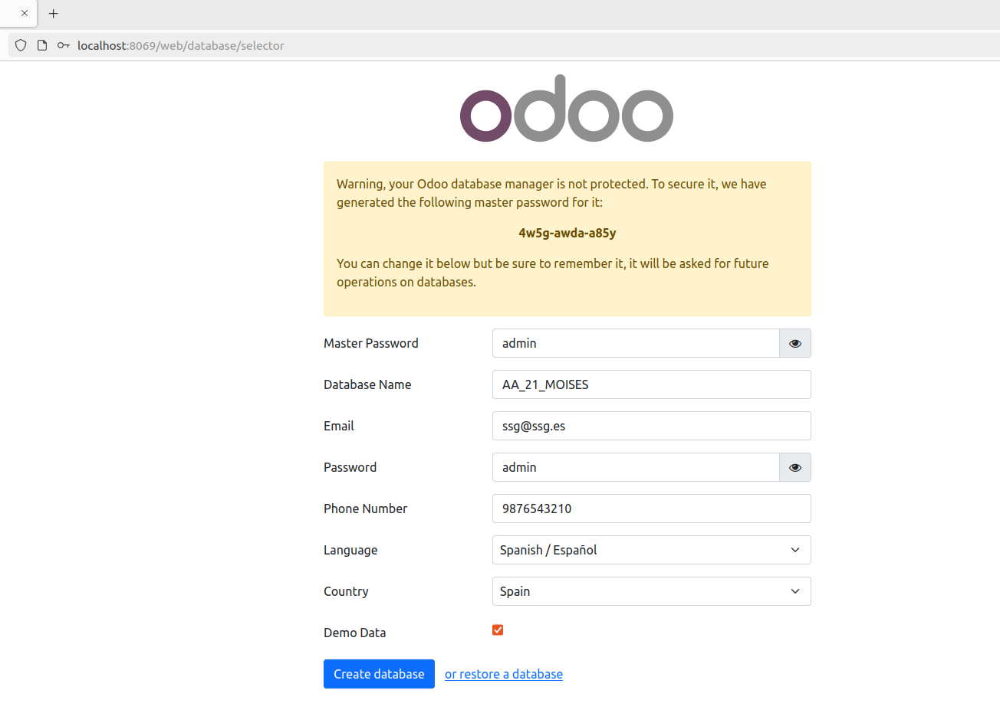 localhost:8069/web/database/selector
odoo
Warning, your Odoo database manager is not protected. To secure it, we have
generated the following master password for it:
4w5g-awda-a85y
You can change it below but be sure to remember it, it will be asked for future
operations on databases.
Master Password admin
Database Name AA_21_MOISES
Email ssg@ssg.es
Password admin
Phone Number 9876543210
Language Spanish / Español
Country Spain
Demo Data
Create database or restore a database